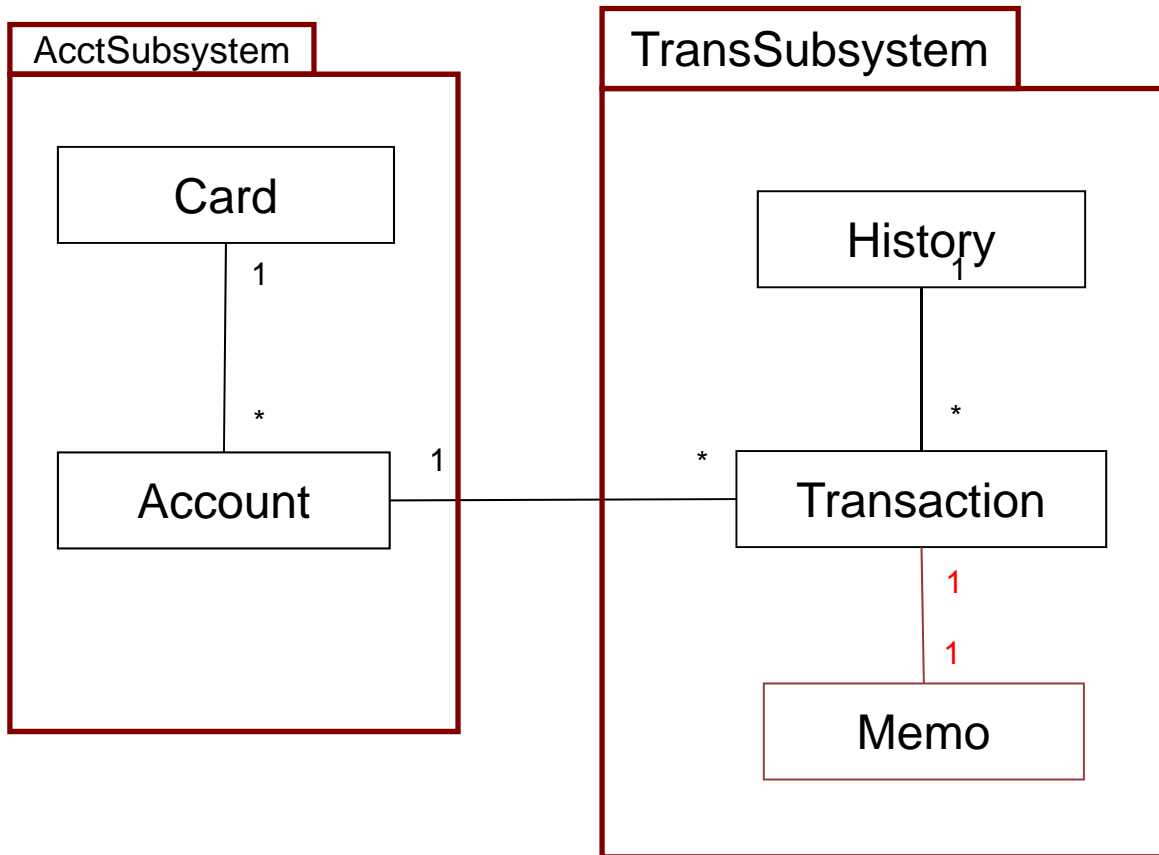 AcctSubsystem
Card
1
*
Account
1
*
TransSubsystem
History
1
*
Transaction
1
1
Memo